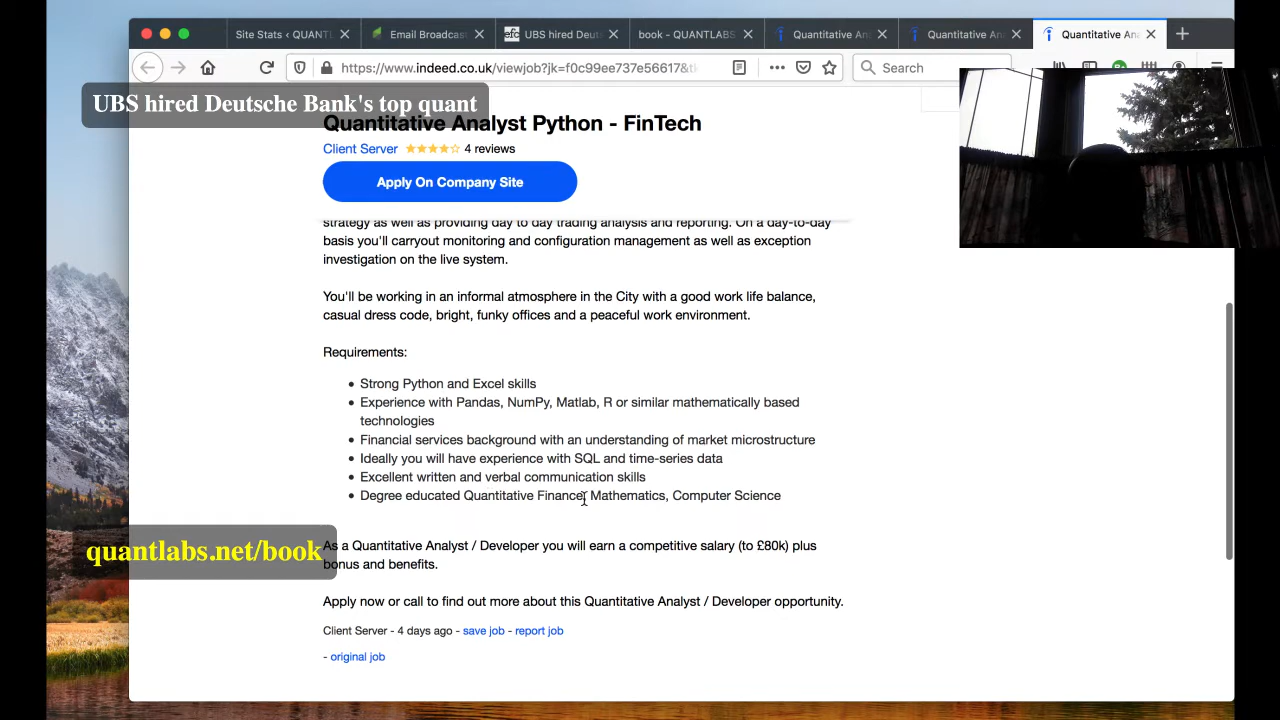 Site Stats ‹ QUANTL
Email Broadcas
efc
UBS hired Deuts
book - QUANTLABS
Quantitative An
Quantitative An
Quantitative An
https://www.indeed.co.uk/viewjob?jk=f0c99ee737e56617&t
Search
UBS hired Deutsche Bank's top quant
Quantitative Analyst Python - FinTech
Client Server
4 reviews
Apply On Company Site
strategy as well as providing day to day trading analysis and reporting. On a day-to-day
basis you'll carryout monitoring and configuration management as well as exception
investigation on the live system.
You'll be working in an informal atmosphere in the City with a good work life balance,
casual dress code, bright, funky offices and a peaceful work environment.
Requirements:
• Strong Python and Excel skills
• Experience with Pandas, NumPy, Matlab, R or similar mathematically based
technologies
• Financial services background with an understanding of market microstructure
• Ideally you will have experience with SQL and time-series data
• Excellent written and verbal communication skills
• Degree educated Quantitative Finance, Mathematics, Computer Science
quantlabs.net/book
As a Quantitative Analyst / Developer you will earn a competitive salary (to £80k) plus
bonus and benefits.
Apply now or call to find out more about this Quantitative Analyst / Developer opportunity.
Client Server - 4 days ago - save job - report job
- original job